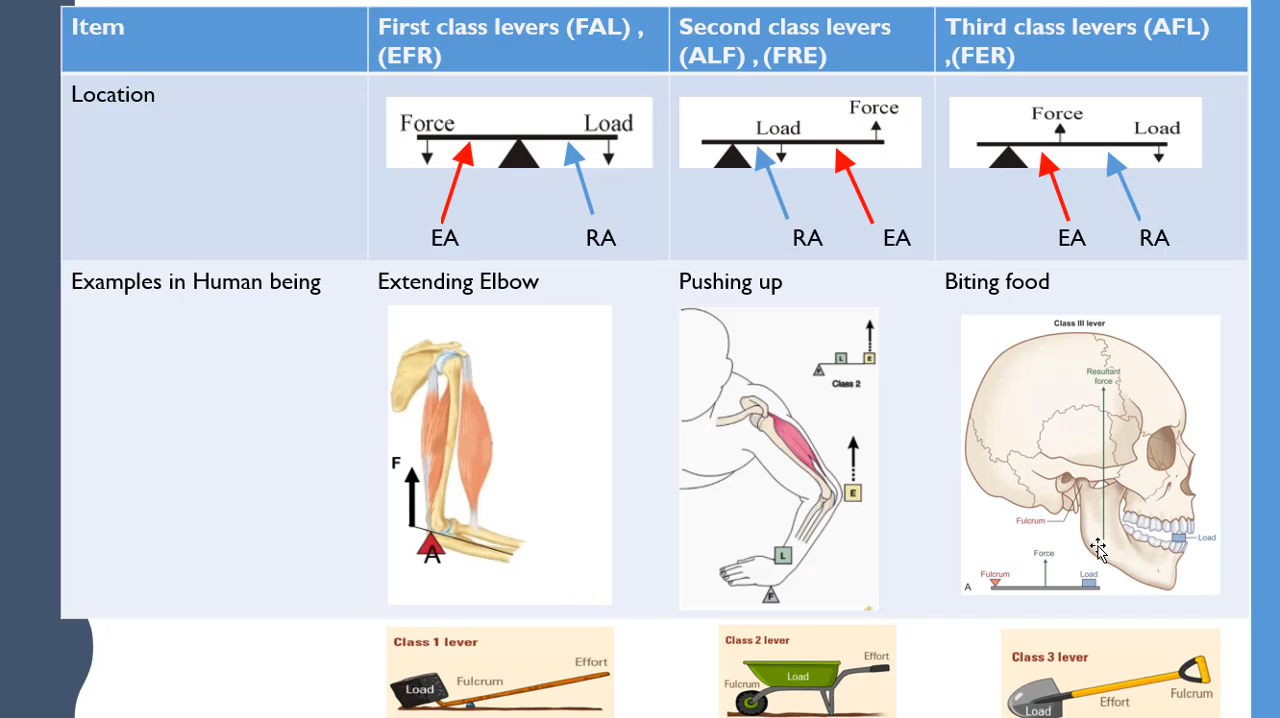 Item
First class levers (FAL) ,
(EFR)
Second class levers
(ALF) , (FRE)
Third class levers (AFL)
,(FER)
Location
Force
Load
EA
RA
Load
Force
RA
EA
Force
Load
EA
RA
Examples in Human being
Extending Elbow
F
A
Pushing up
L
E
F
Class 2
E
L
F
Biting food
Class III lever
Resultant
force
Fulcrum
Load
Force
Fulcrum
Load
A
Class 1 lever
Effort
Fulcrum
Load
Class 2 lever
Effort
Load
Fulcrum
Class 3 lever
Fulcrum
Effort
Load